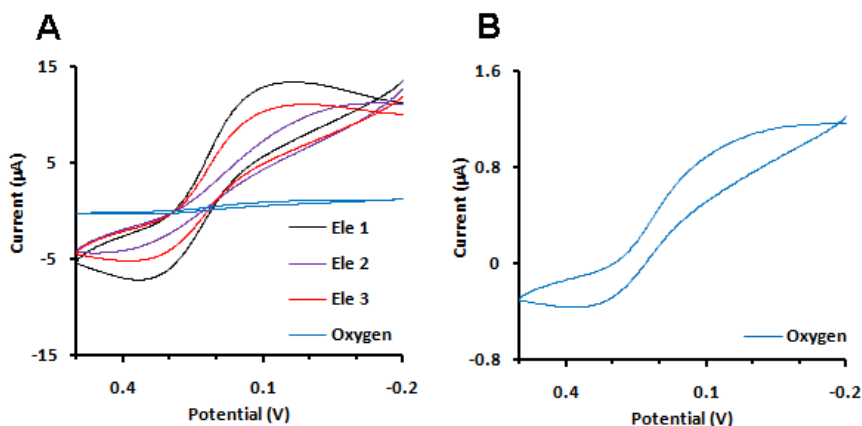 A
15
5
-5
-15
Current (µA)
Ele 1
Ele 2
Ele 3
Oxygen
0.4
0.1
-0.2
Potential (V)
B
1.6
0.8
0
-0.8
Current (µA)
Oxygen
0.4
0.1
-0.2
Potential (V)